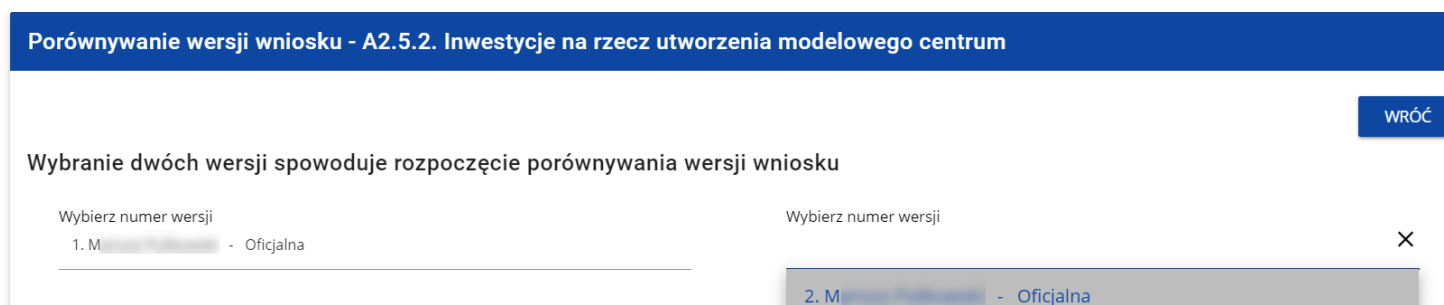 Porównywanie wersji wniosku - A2.5.2. Inwestycje na rzecz utworzenia modelowego centrum
WRÓĆ
Wybranie dwóch wersji spowoduje rozpoczęcie porównywania wersji wniosku
Wybierz numer wersji
Wybierz numer wersji
1. - Oficjalna
2. - Oficjalna